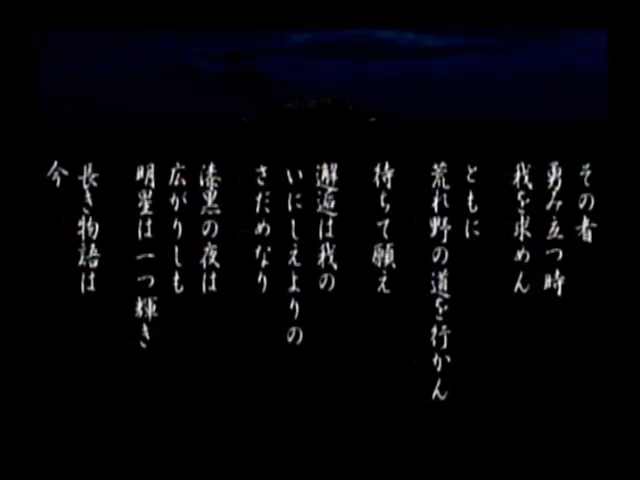 その者
勇み立つ時
我を求めん
ともに
荒れ野の道を行かん
待ちて願え
邂逅は我の
いにしえよりの
さだめなり
漆黒の夜は
広がりしも
明星は一つ輝き
長き物語は
今